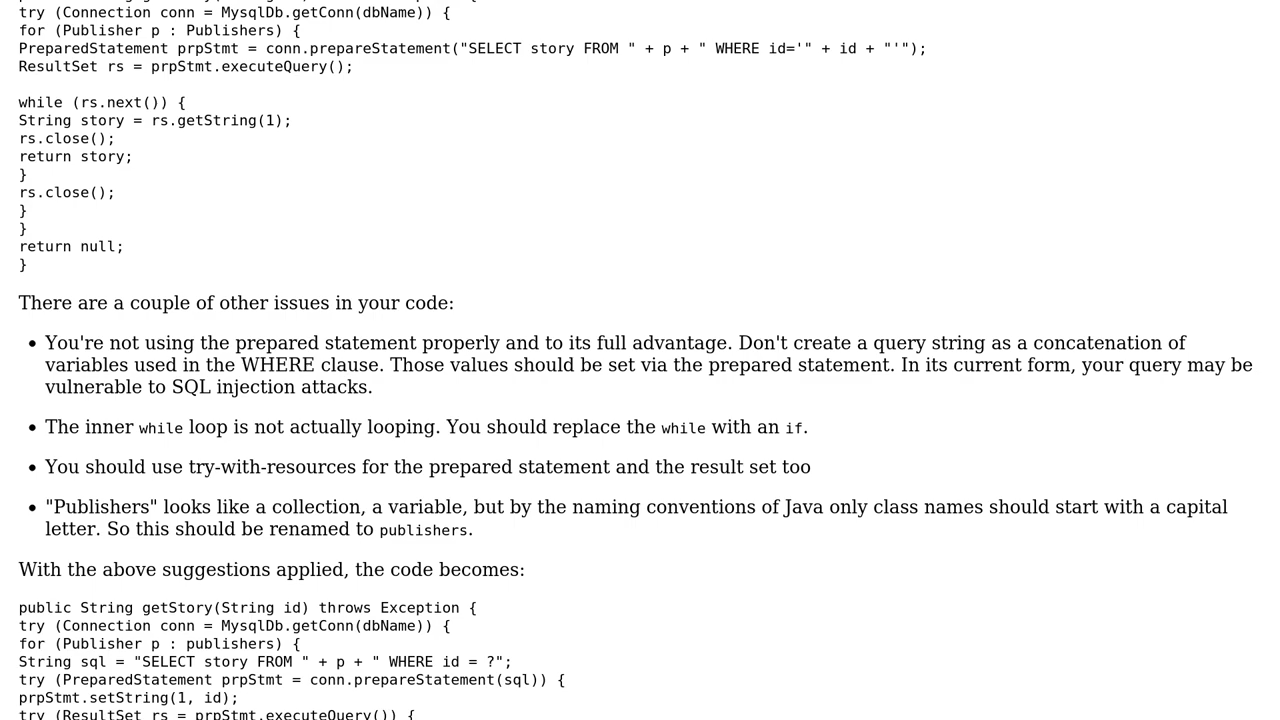 try (Connection conn = MysqlDb.getConn(dbName)) {
for (Publisher p : Publishers) {
PreparedStatement prpStmt = conn.prepareStatement("SELECT story FROM " + p + " WHERE id='" + id + "'");
ResultSet rs = prpStmt.executeQuery();
while (rs.next()) {
String story = rs.getString(1);
rs.close();
return story;
}
rs.close();
}
}
return null;
}
There are a couple of other issues in your code:
• You're not using the prepared statement properly and to its full advantage. Don't create a query string as a concatenation of
variables used in the WHERE clause. Those values should be set via the prepared statement. In its current form, your query may be
vulnerable to SQL injection attacks.
• The inner while loop is not actually looping. You should replace the while with an if.
• You should use try-with-resources for the prepared statement and the result set too
• "Publishers" looks like a collection, a variable, but by the naming conventions of Java only class names should start with a capital
letter. So this should be renamed to publishers.
With the above suggestions applied, the code becomes:
public String getStory(String id) throws Exception {
try (Connection conn = MysqlDb.getConn(dbName)) {
for (Publisher p : publishers) {
String sql = "SELECT story FROM " + p + " WHERE id = ?";
try (PreparedStatement prpStmt = conn.prepareStatement(sql)) {
prpStmt.setString(1, id);
try (ResultSet rs = prpStmt.executeQuery()) {